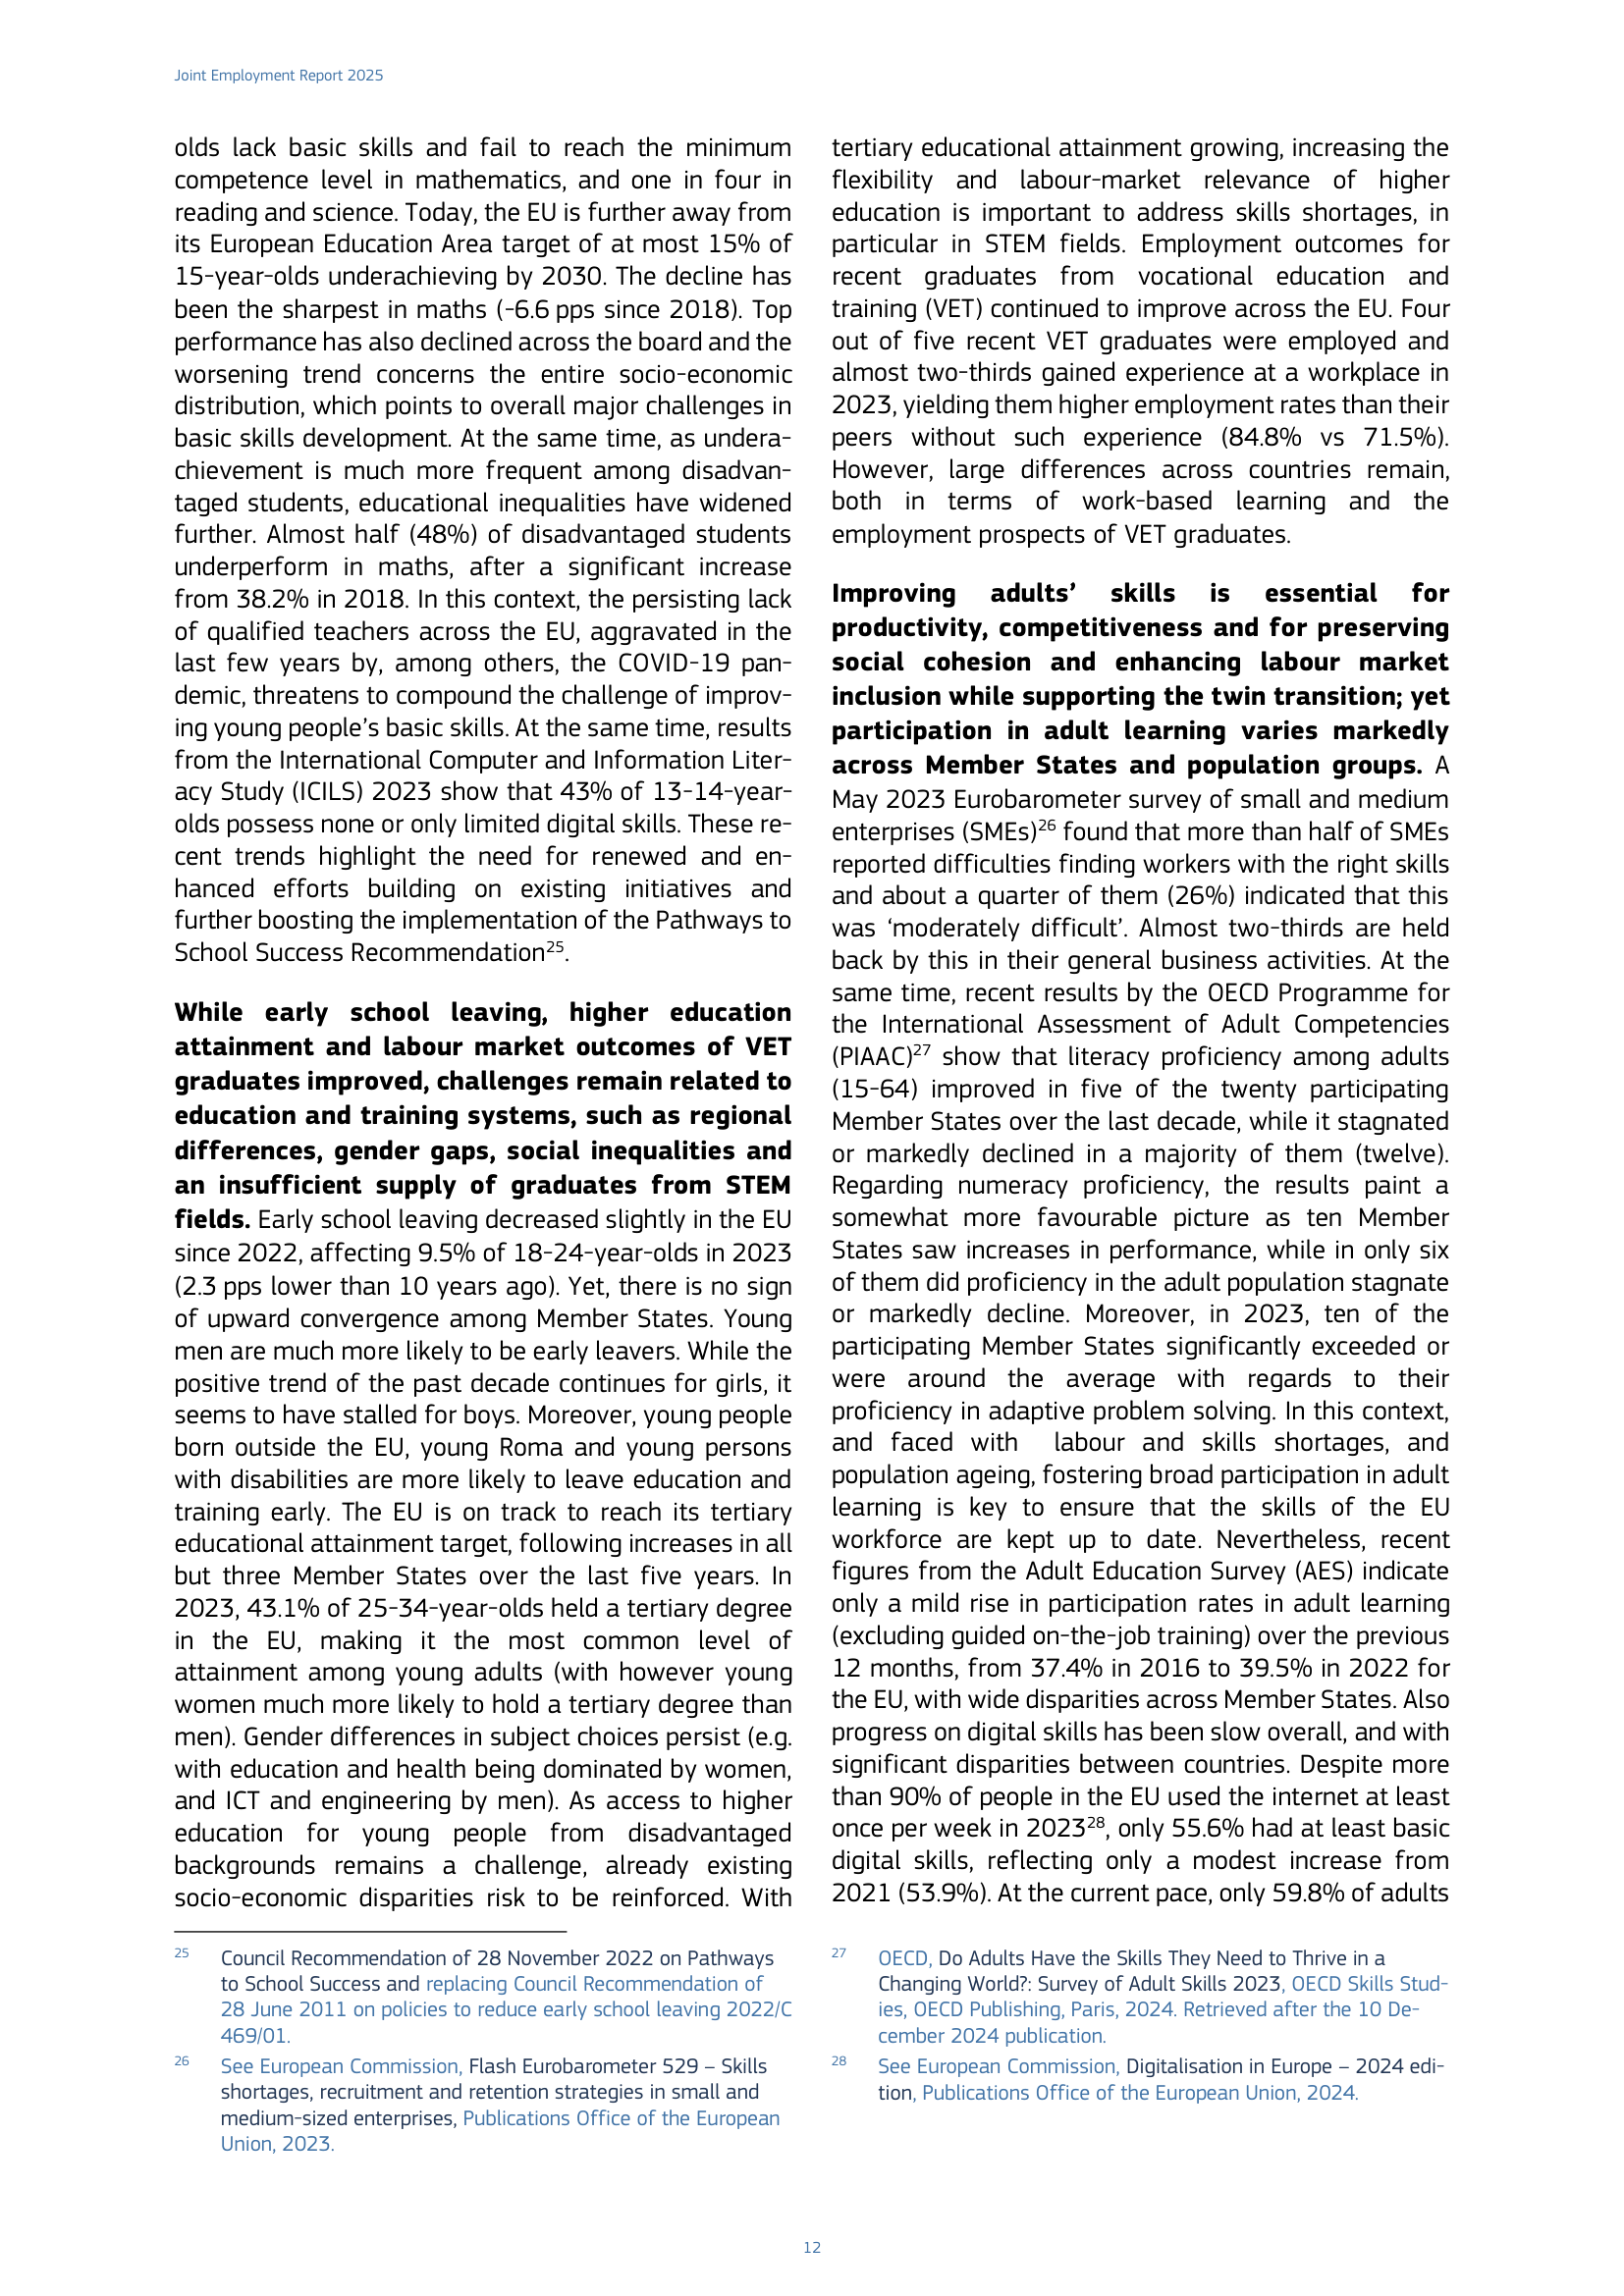 Joint Employment Report 2025
olds lack basic skills and fail to reach the minimum
competence level in mathematics, and one in four in
reading and science. Today, the EU is further away from
its European Education Area target of at most 15% of
15-year-olds underachieving by 2030. The decline has
been the sharpest in maths (-6.6 pps since 2018). Top
performance has also declined across the board and the
worsening trend concerns the entire socio-economic
distribution, which points to overall major challenges in
basic skills development. At the same time, as undera-
chievement is much more frequent among disadvan-
taged students, educational inequalities have widened
further. Almost half (48%) of disadvantaged students
underperform in maths, after a significant increase
from 38.2% in 2018. In this context, the persisting lack
of qualified teachers across the EU, aggravated in the
last few years by, among others, the COVID-19 pan-
demic, threatens to compound the challenge of improv-
ing young people’s basic skills. At the same time, results
from the International Computer and Information Liter-
acy Study (ICILS) 2023 show that 43% of 13-14-year-
olds possess none or only limited digital skills. These re-
cent trends highlight the need for renewed and en-
hanced efforts building on existing initiatives and
further boosting the implementation of the Pathways to
School Success Recommendation25.
While early school leaving, higher education
attainment and labour market outcomes of VET
graduates improved, challenges remain related to
education and training systems, such as regional
differences, gender gaps, social inequalities and
an insufficient supply of graduates from STEM
fields. Early school leaving decreased slightly in the EU
since 2022, affecting 9.5% of 18-24-year-olds in 2023
(2.3 pps lower than 10 years ago). Yet, there is no sign
of upward convergence among Member States. Young
men are much more likely to be early leavers. While the
positive trend of the past decade continues for girls, it
seems to have stalled for boys. Moreover, young people
born outside the EU, young Roma and young persons
with disabilities are more likely to leave education and
training early. The EU is on track to reach its tertiary
educational attainment target, following increases in all
but three Member States over the last five years. In
2023, 43.1% of 25-34-year-olds held a tertiary degree
in the EU, making it the most common level of
attainment among young adults (with however young
women much more likely to hold a tertiary degree than
men). Gender differences in subject choices persist (e.g.
with education and health being dominated by women,
and ICT and engineering by men). As access to higher
education for young people from disadvantaged
backgrounds remains a challenge, already existing
socio-economic disparities risk to be reinforced. With
tertiary educational attainment growing, increasing the
flexibility and labour-market relevance of higher
education is important to address skills shortages, in
particular in STEM fields. Employment outcomes for
recent graduates from vocational education and
training (VET) continued to improve across the EU. Four
out of five recent VET graduates were employed and
almost two-thirds gained experience at a workplace in
2023, yielding them higher employment rates than their
peers without such experience (84.8% vs 71.5%).
However, large differences across countries remain,
both in terms of work-based learning and the
employment prospects of VET graduates.
Improving adults’ skills is essential for
productivity, competitiveness and for preserving
social cohesion and enhancing labour market
inclusion while supporting the twin transition; yet
participation in adult learning varies markedly
across Member States and population groups. A
May 2023 Eurobarometer survey of small and medium
enterprises (SMEs)26 found that more than half of SMEs
reported difficulties finding workers with the right skills
and about a quarter of them (26%) indicated that this
was ‘moderately difficult’. Almost two-thirds are held
back by this in their general business activities. At the
same time, recent results by the OECD Programme for
the International Assessment of Adult Competencies
(PIAAC)27 show that literacy proficiency among adults
(15-64) improved in five of the twenty participating
Member States over the last decade, while it stagnated
or markedly declined in a majority of them (twelve).
Regarding numeracy proficiency, the results paint a
somewhat more favourable picture as ten Member
States saw increases in performance, while in only six
of them did proficiency in the adult population stagnate
or markedly decline. Moreover, in 2023, ten of the
participating Member States significantly exceeded or
were around the average with regards to their
proficiency in adaptive problem solving. In this context,
and faced with labour and skills shortages, and
population ageing, fostering broad participation in adult
learning is key to ensure that the skills of the EU
workforce are kept up to date. Nevertheless, recent
figures from the Adult Education Survey (AES) indicate
only a mild rise in participation rates in adult learning
(excluding guided on-the-job training) over the previous
12 months, from 37.4% in 2016 to 39.5% in 2022 for
the EU, with wide disparities across Member States. Also
progress on digital skills has been slow overall, and with
significant disparities between countries. Despite more
than 90% of people in the EU used the internet at least
once per week in 202328, only 55.6% had at least basic
digital skills, reflecting only a modest increase from
2021 (53.9%). At the current pace, only 59.8% of adults
25 Council Recommendation of 28 November 2022 on Pathways
to School Success and replacing Council Recommendation of
28 June 2011 on policies to reduce early school leaving 2022/C
469/01.
26 See European Commission, Flash Eurobarometer 529 – Skills
shortages, recruitment and retention strategies in small and
medium-sized enterprises, Publications Office of the European
Union, 2023.
27 OECD, Do Adults Have the Skills They Need to Thrive in a
Changing World?: Survey of Adult Skills 2023, OECD Skills Stud-
ies, OECD Publishing, Paris, 2024. Retrieved after the 10 De-
cember 2024 publication.
28 See European Commission, Digitalisation in Europe – 2024 edi-
tion, Publications Office of the European Union, 2024.
12